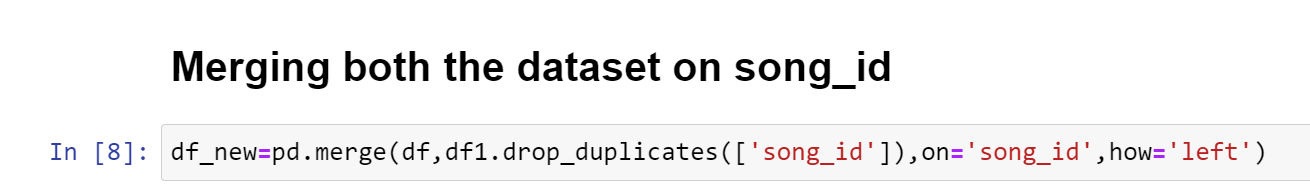 Merging both the dataset on song_id
In [8]: df_new=pd.merge(df,df1.drop_duplicates(['song_id']),on='song_id',how='left')